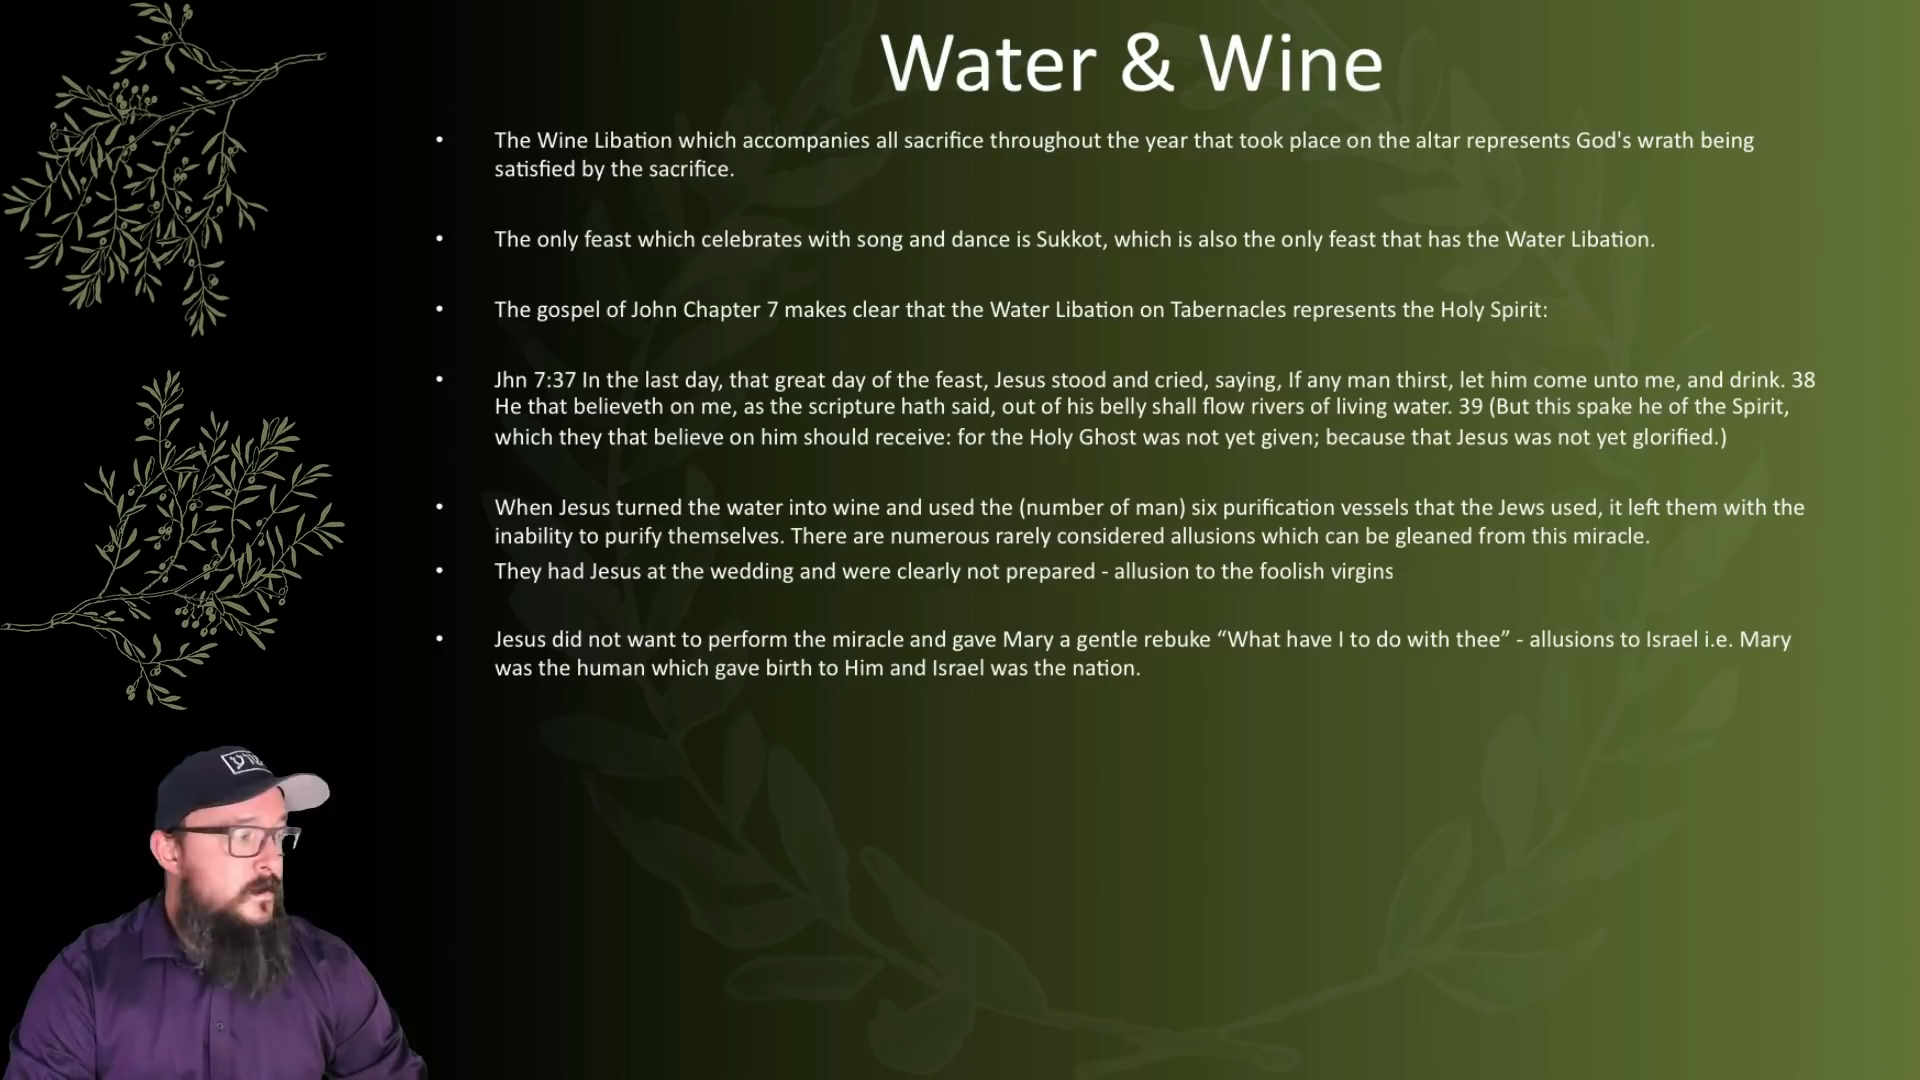 Water & Wine
• The Wine Libation which accompanies all sacrifice throughout the year that took place on the altar represents God's wrath being
satisfied by the sacrifice.
• The only feast which celebrates with song and dance is Sukkot, which is also the only feast that has the Water Libation.
• The gospel of John Chapter 7 makes clear that the Water Libation on Tabernacles represents the Holy Spirit:
• Jhn 7:37 In the last day, that great day of the feast, Jesus stood and cried, saying, If any man thirst, let him come unto me, and drink. 38
He that believeth on me, as the scripture hath said, out of his belly shall flow rivers of living water. 39 (But this spake he of the Spirit,
which they that believe on him should receive: for the Holy Ghost was not yet given; because that Jesus was not yet glorified.)
• When Jesus turned the water into wine and used the (number of man) six purification vessels that the Jews used, it left them with the
inability to purify themselves. There are numerous rarely considered allusions which can be gleaned from this miracle.
• They had Jesus at the wedding and were clearly not prepared - allusion to the foolish virgins
• Jesus did not want to perform the miracle and gave Mary a gentle rebuke “What have I to do with thee” - allusions to Israel i.e. Mary
was the human which gave birth to Him and Israel was the nation.